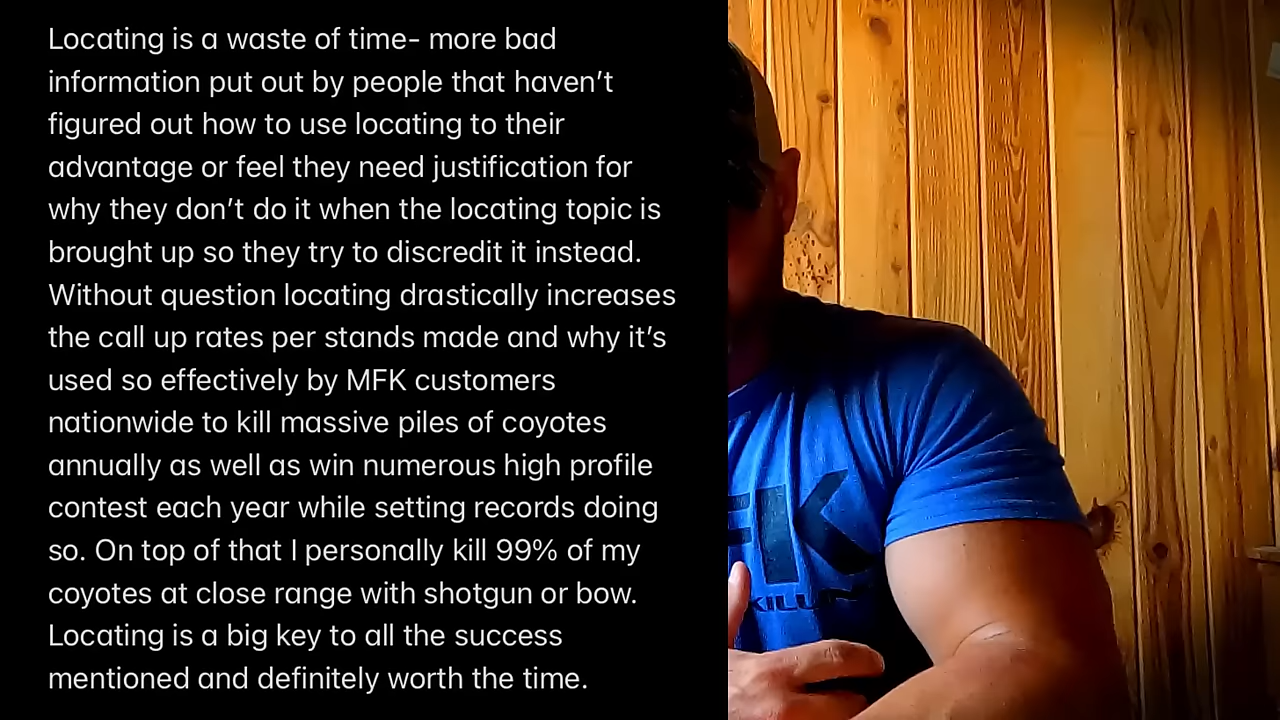 Locating is a waste of time- more bad
information put out by people that haven't
figured out how to use locating to their
advantage or feel they need justification for
why they don't do it when the locating topic is
brought up so they try to discredit it instead.
Without question locating drastically increases
the call up rates per stands made and why it's
used so effectively by MFK customers
nationwide to kill massive piles of coyotes
annually as well as win numerous high profile
contest each year while setting records doing
so. On top of that I personally kill 99% of my
coyotes at close range with shotgun or bow.
Locating is a big key to all the success
mentioned and definitely worth the time.
FK